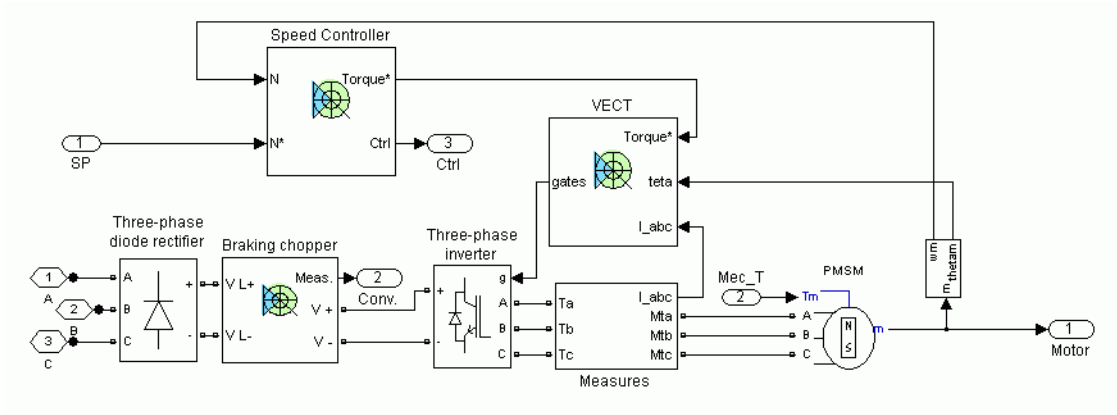 Speed Controller
N
Torque*
N*
Ctrl
1
SP
3
Ctrl
VECT
Torque*
gates
teta
I_abc
wm
thetam
m
Three-phase
diode rectifier
A
B
C
+
-
1
A
2
B
3
C
Braking chopper
V L+
V L-
Meas.
V +
V -
2
Conv.
Three-phase
inverter
g
+
-
A
B
C
Ta
Tb
Tc
I_abc
Mta
Mtb
Mtc
Measures
Mec_T
2
PMSM
Tm
A
B
C
N
S
m
1
Motor